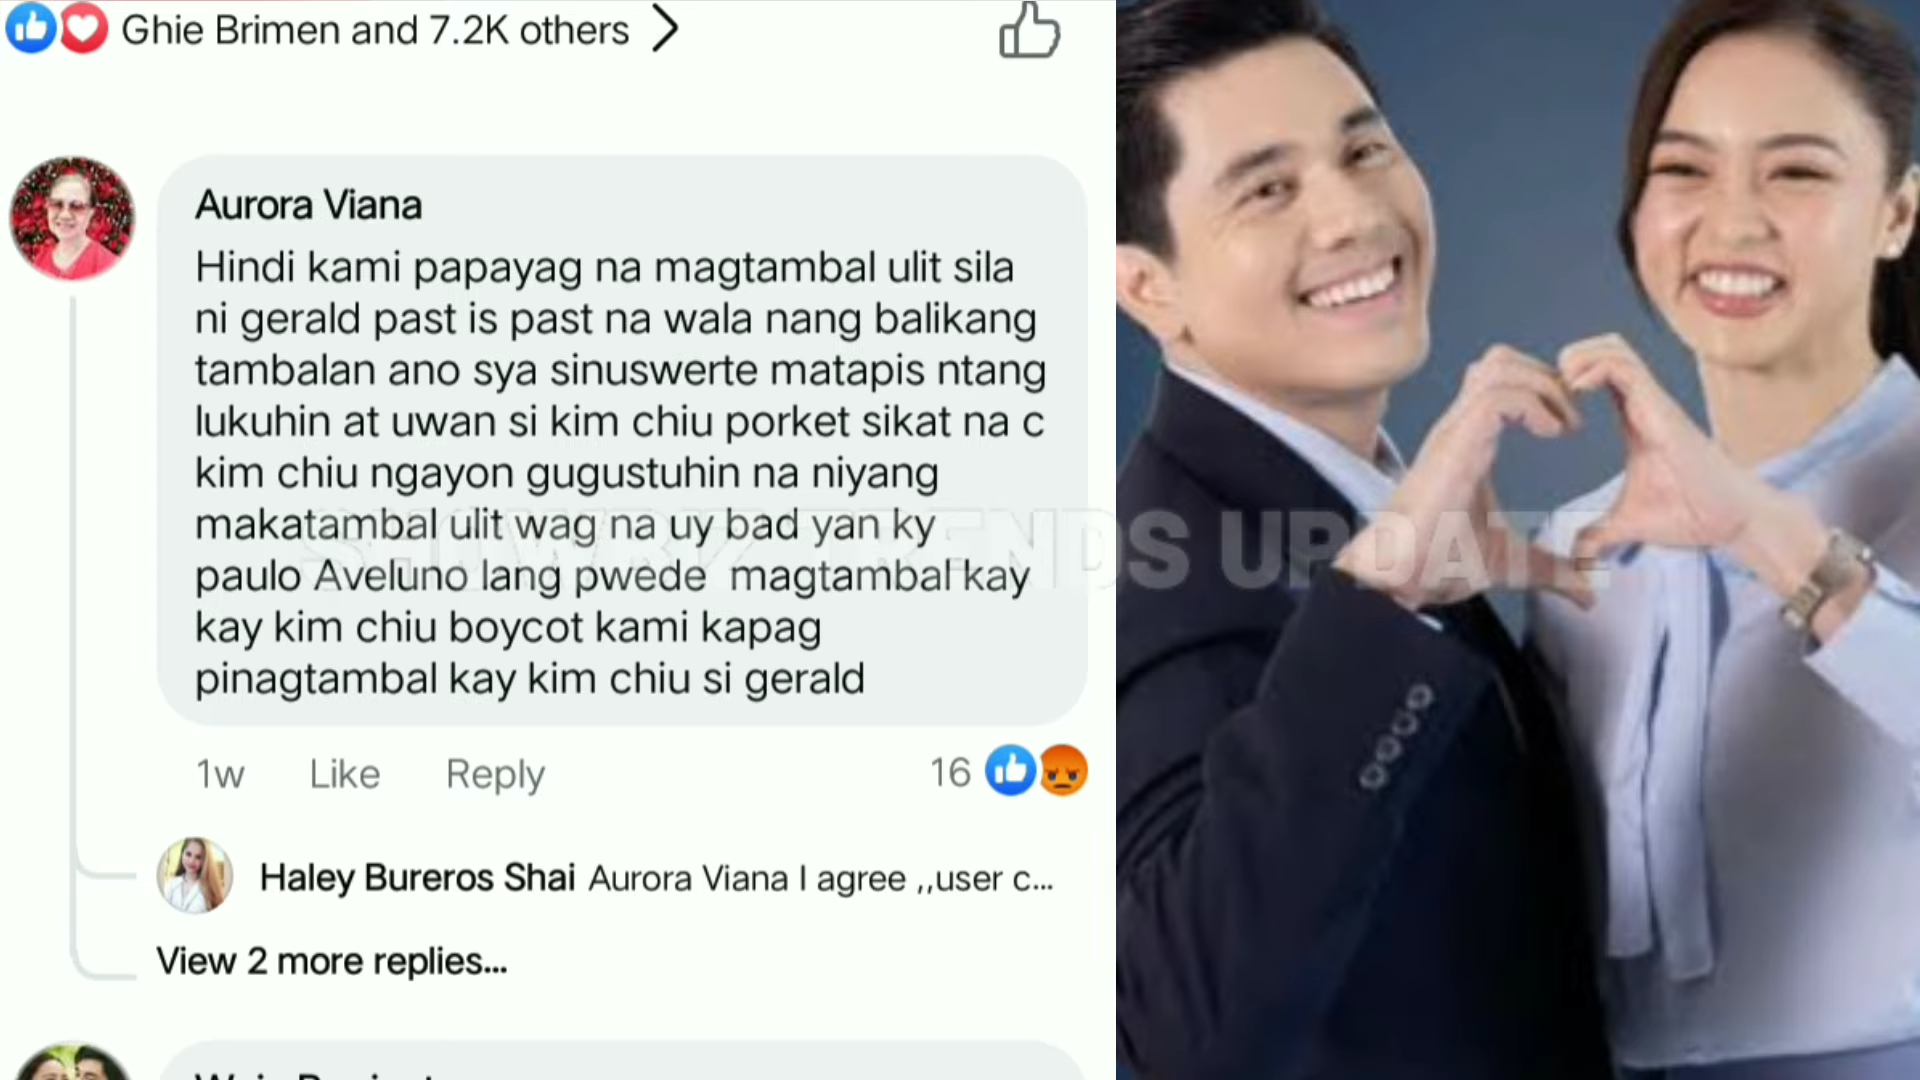 Ghie Brimen and 7.2K others
Aurora Viana
Hindi kami papayag na magtambal ulit sila
ni gerald past is past na wala nang balikang
tambalan ano sya sinuswerte matapis ntang
lukuhin at uwan si kim chiu porket sikat na c
kim chiu ngayon gugustuhin na niyang
makatambal ulit wag na uy bad yan ky
paulo Aveluno lang pwede magtambal kay
kay kim chiu boycot kami kapag
pinagtambal kay kim chiu si gerald
SHOWBIZ TRENDS UPDATE
1w Like Reply 16
Haley Bureros Shai Aurora Viana I agree ,,user c...
View 2 more replies...